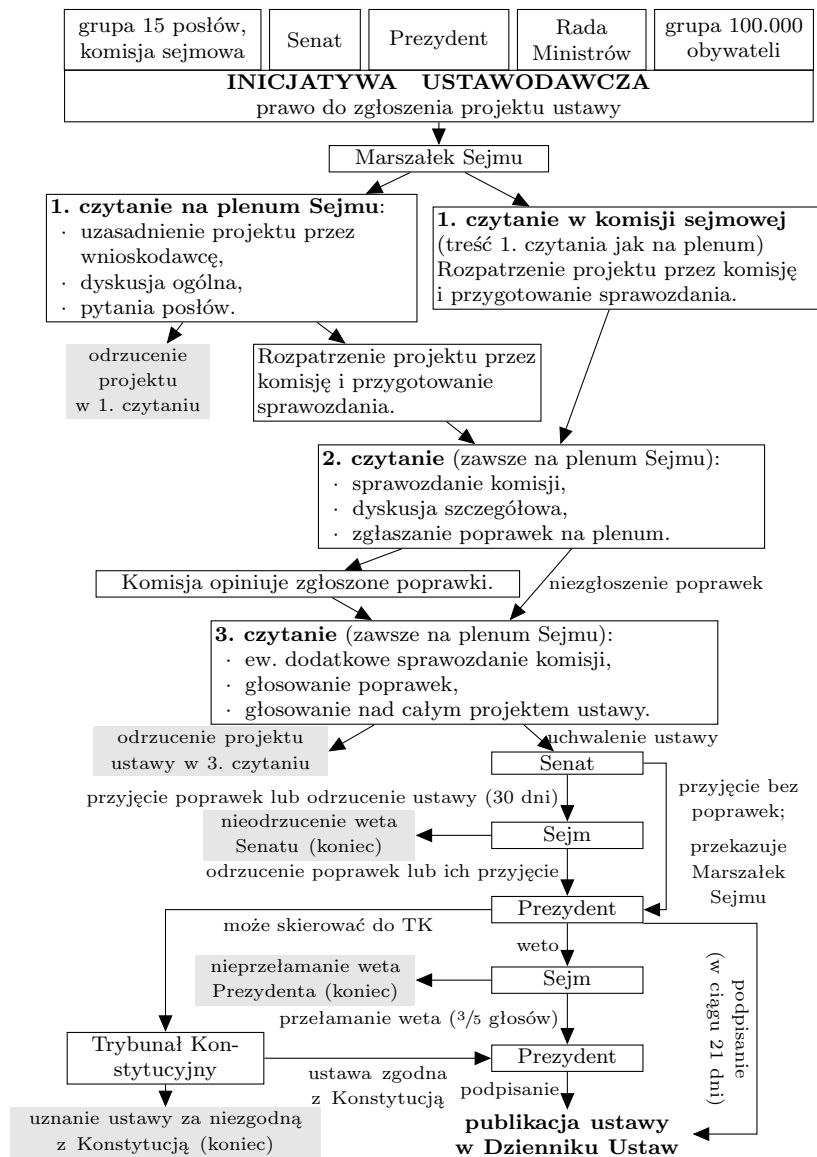 grupa 15 posłów,
komisja sejmowa
Senat
Prezydent
Rada
Ministrów
grupa 100.000
obywateli
INICJATYWA USTAWODAWCZA
prawo do zgłoszenia projektu ustawy
Marszałek Sejmu
1. czytanie na plenum Sejmu:
· uzasadnienie projektu przez
wnioskodawcę,
· dyskusja ogólna,
· pytania posłów.
1. czytanie w komisji sejmowej
(treść 1. czytania jak na plenum)
Rozpatrzenie projektu przez komisję
i przygotowanie sprawozdania.
odrzucenie
projektu
w 1. czytaniu
Rozpatrzenie projektu przez
komisję i przygotowanie
sprawozdania.
2. czytanie (zawsze na plenum Sejmu):
· sprawozdanie komisji,
· dyskusja szczegółowa,
· zgłaszanie poprawek na plenum.
Komisja opiniuje zgłoszone poprawki.
niezgłoszenie poprawek
3. czytanie (zawsze na plenum Sejmu):
· ew. dodatkowe sprawozdanie komisji,
· głosowanie poprawek,
· głosowanie nad całym projektem ustawy.
odrzucenie projektu
ustawy w 3. czytaniu
uchwalenie ustawy
Senat
przyjęcie poprawek lub odrzucenie ustawy (30 dni)
przyjęcie bez
poprawek;
przekazuje
Marszałek
Sejmu
nieodrzucenie weta
Senatu (koniec)
Sejm
odrzucenie poprawek lub ich przyjęcie
Prezydent
może skierować do TK
weto
nieprzełamanie weta
Prezydenta (koniec)
Sejm
podpisanie
(w ciągu 21 dni)
przełamanie weta (3/5 głosów)
Trybunał Kon-
stytucyjny
ustawa zgodna
z Konstytucją
Prezydent
podpisanie
uznanie ustawy za niezgodną
z Konstytucją (koniec)
publikacja ustawy
w Dzienniku Ustaw